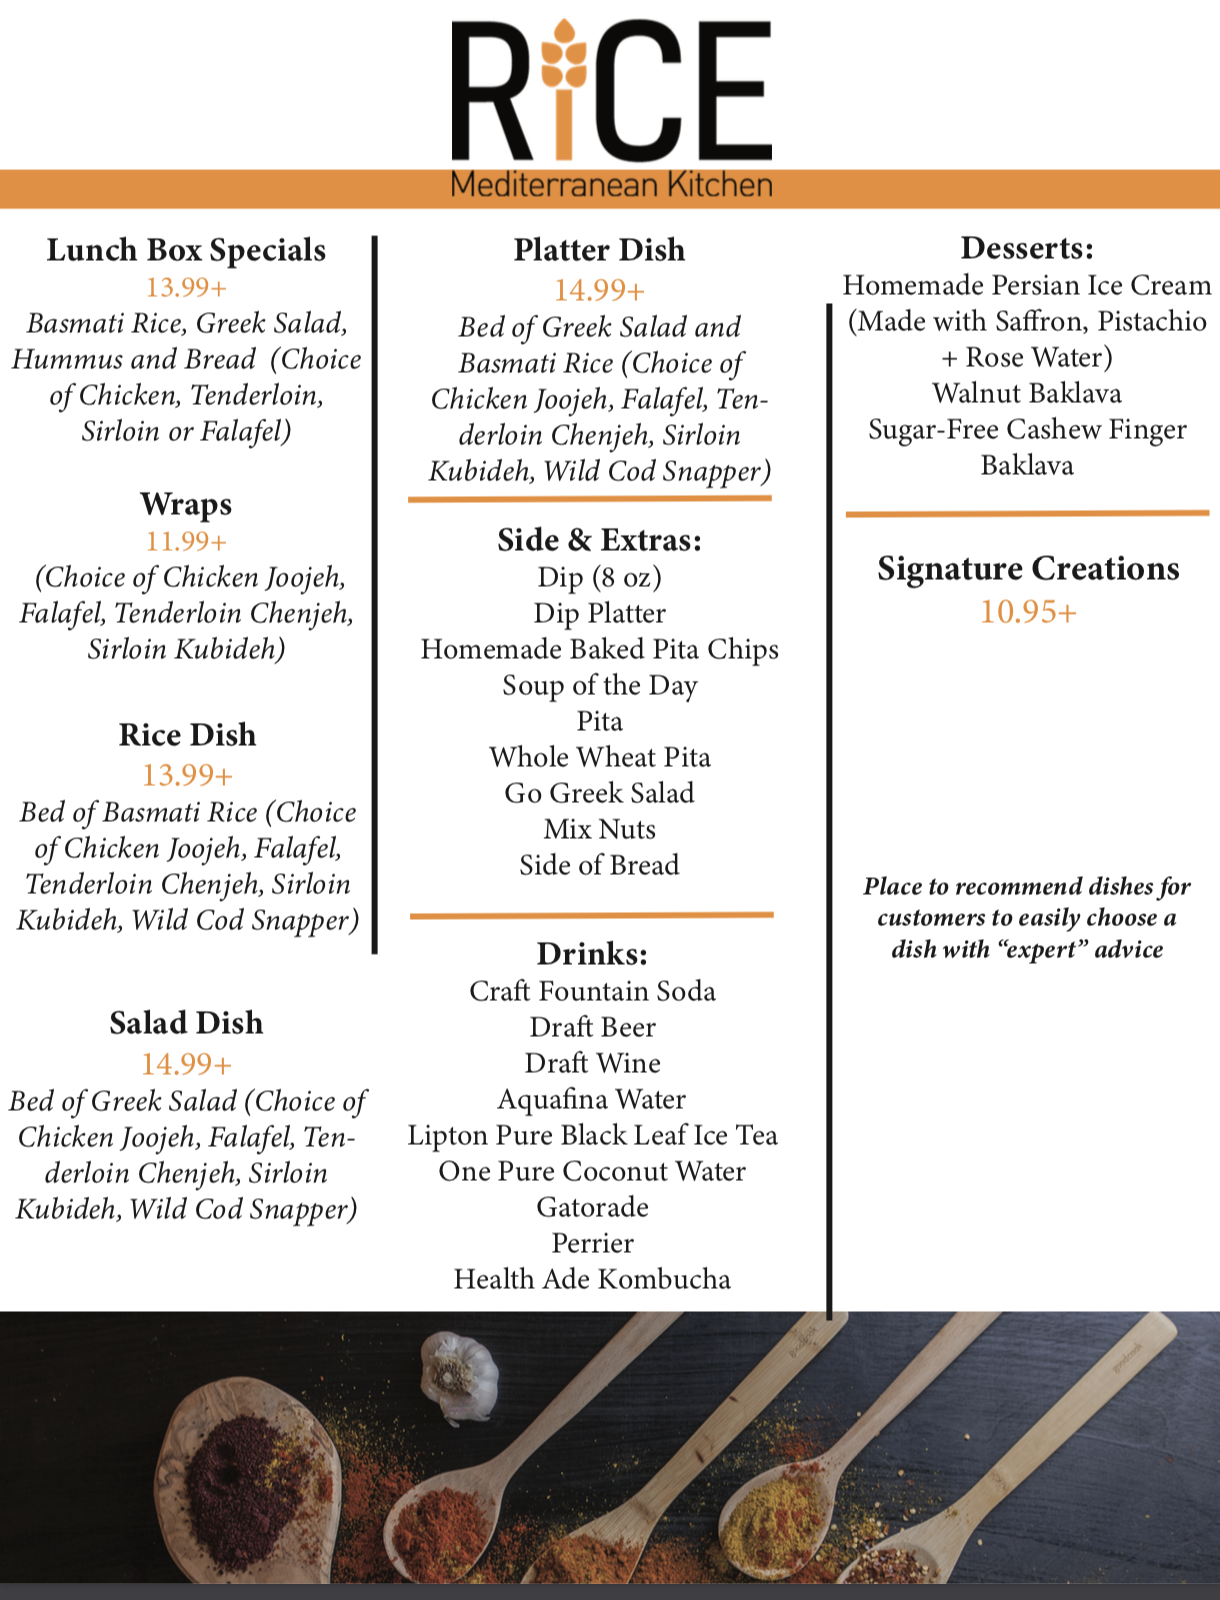 RiCE
Mediterranean Kitchen
Lunch Box Specials
13.99+
Basmati Rice, Greek Salad,
Hummus and Bread (Choice
of Chicken, Tenderloin,
Sirloin or Falafel)
Wraps
11.99+
(Choice of Chicken Joojeh,
Falafel, Tenderloin Chenjeh,
Sirloin Kubideh)
Rice Dish
13.99+
Bed of Basmati Rice (Choice
of Chicken Joojeh, Falafel,
Tenderloin Chenjeh, Sirloin
Kubideh, Wild Cod Snapper)
Salad Dish
14.99+
Bed of Greek Salad (Choice of
Chicken Joojeh, Falafel, Ten-
derloin Chenjeh, Sirloin
Kubideh, Wild Cod Snapper)
Platter Dish
14.99+
Bed of Greek Salad and
Basmati Rice (Choice of
Chicken Joojeh, Falafel, Ten-
derloin Chenjeh, Sirloin
Kubideh, Wild Cod Snapper)
Side & Extras:
Dip (8 oz)
Dip Platter
Homemade Baked Pita Chips
Soup of the Day
Pita
Whole Wheat Pita
Go Greek Salad
Mix Nuts
Side of Bread
Drinks:
Craft Fountain Soda
Draft Beer
Draft Wine
Aquafina Water
Lipton Pure Black Leaf Ice Tea
One Pure Coconut Water
Gatorade
Perrier
Health Ade Kombucha
Desserts:
Homemade Persian Ice Cream
(Made with Saffron, Pistachio
+ Rose Water)
Walnut Baklava
Sugar-Free Cashew Finger
Baklava
Signature Creations
10.95+
Place to recommend dishes for
customers to easily choose a
dish with “expert” advice
goodcook
goodcook